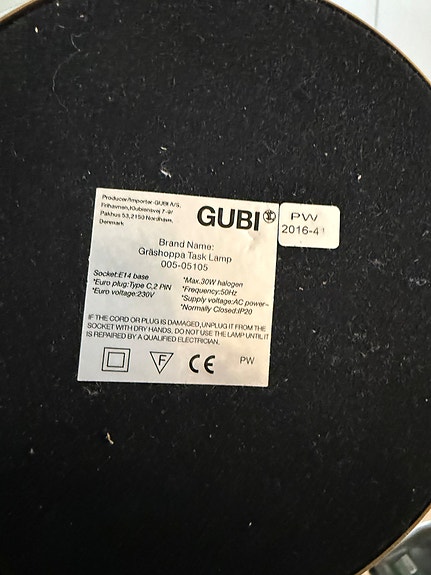 Producer/Importer :GUBI A/S,
Frihavnen,Klubiensvej 7-9/
Pakhus 53,2150 Nordhavn,
Denmark
GUBI
PW
2016-41
Brand Name:
Gräshoppa Task Lamp
005-05105
Socket:E14 base
*Euro plug:Type C,2 PIN
*Euro voltage:230V
*Max.30W halogen
*Frequency:50Hz
*Supply voltage:AC power~
*Normally Closed:IP20
IF THE CORD OR PLUG IS DAMAGED,UNPLUG IT FROM THE
SOCKET WITH DRY HANDS. DO NOT USE THE LAMP UNTIL IT
IS REPAIRED BY A QUALIFIED ELECTRICIAN.
F
CE
PW